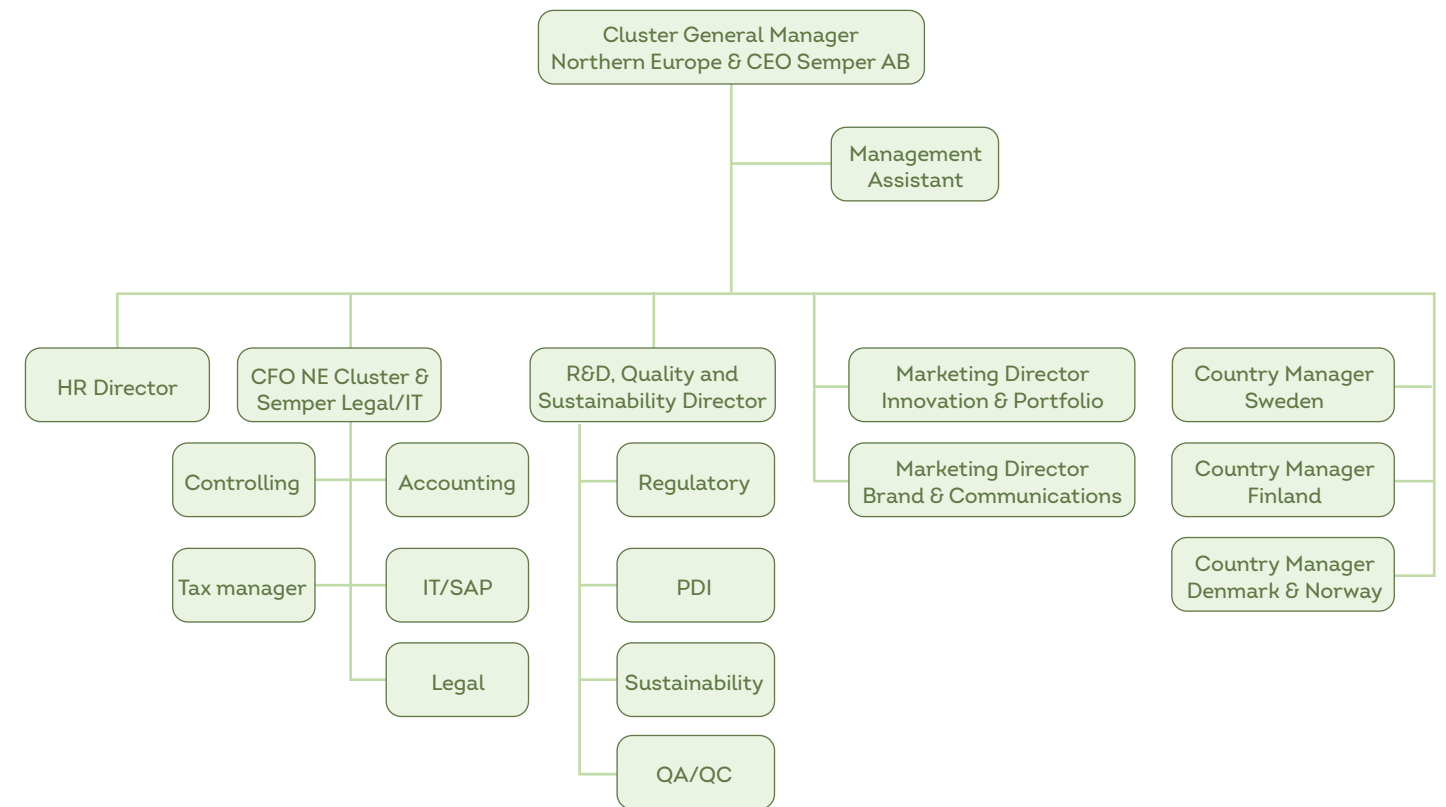 Cluster General Manager
Northern Europe & CEO Semper AB
Management
Assistant
HR Director
CFO NE Cluster &
Semper Legal/IT
R&D, Quality and
Sustainability Director
Marketing Director
Innovation & Portfolio
Country Manager
Sweden
Controlling
Accounting
Regulatory
Marketing Director
Brand & Communications
Country Manager
Finland
Tax manager
IT/SAP
PDI
Country Manager
Denmark & Norway
Legal
Sustainability
QA/QC